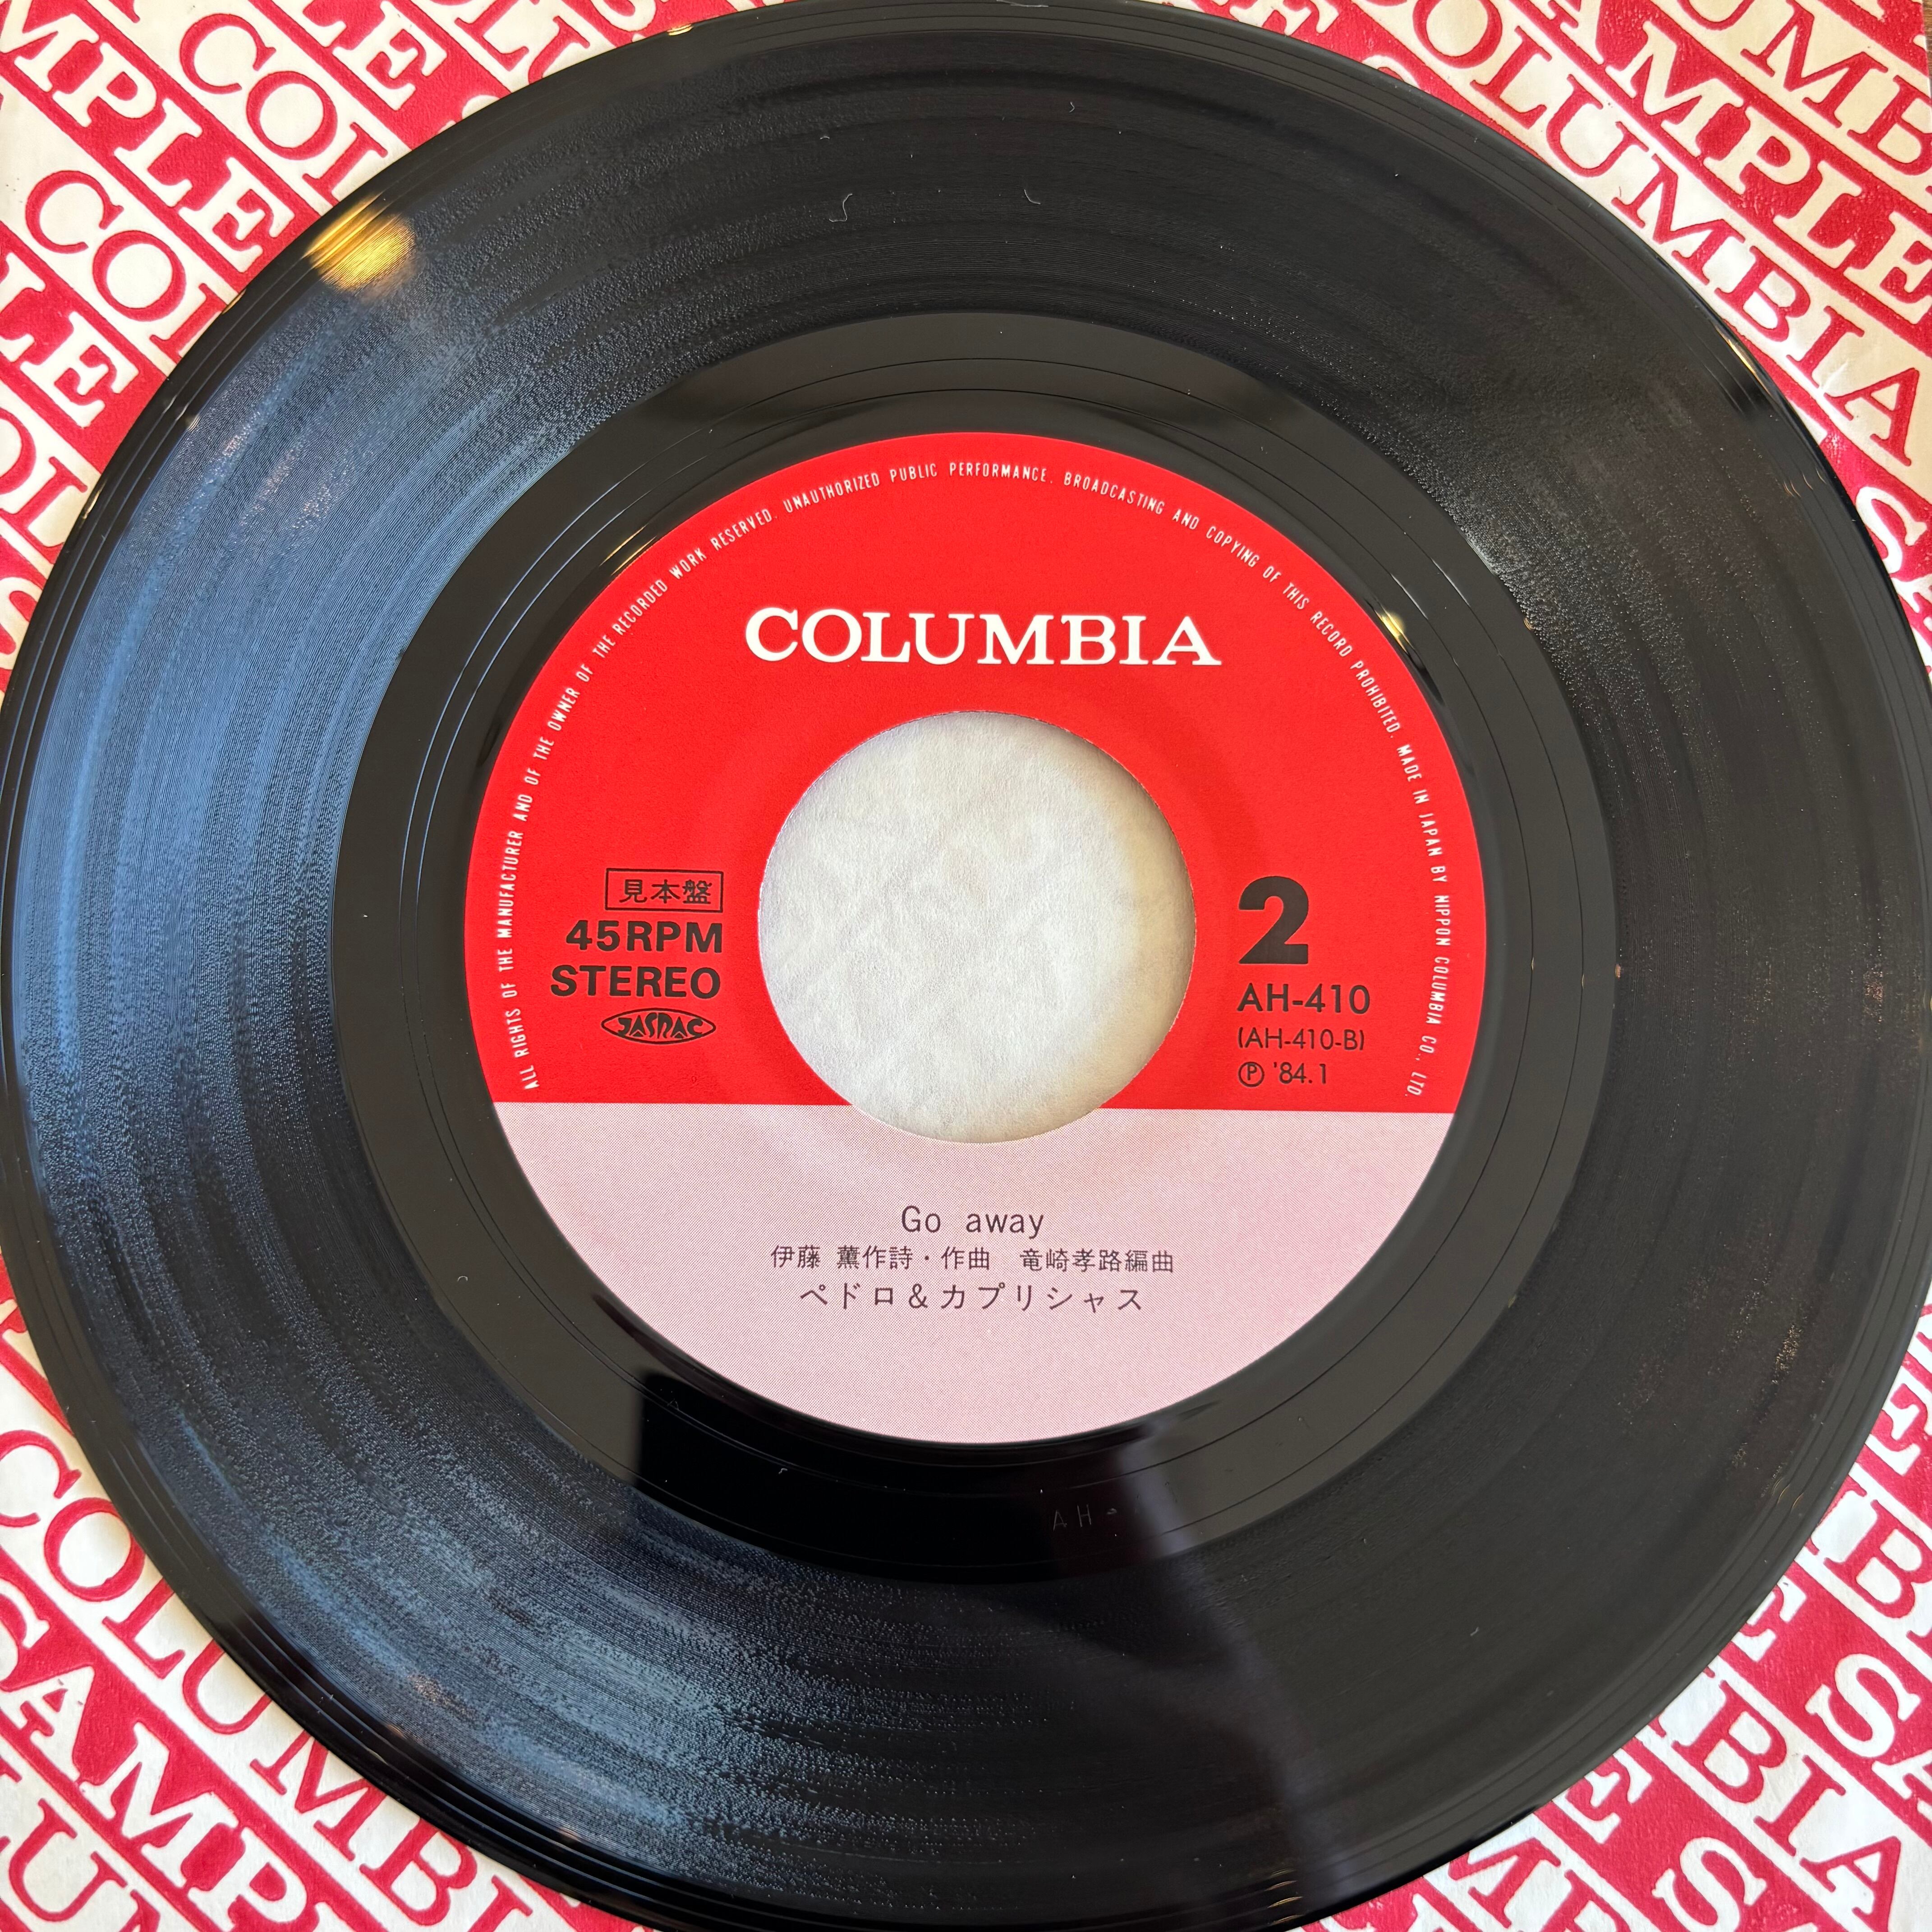 ALL RIGHTS OF THE MANUFACTURER AND OF THE OWNER OF THE RECORDED WORK RESERVED. UNAUTHORIZED PUBLIC PERFORMANCE, BROADCASTING AND COPYING OF THIS RECORD PROHIBITED. MADE IN JAPAN BY NIPPON COLUMBIA CO., LTD.
COLUMBIA
見本盤
45RPM
STEREO
JASRAC
2
AH-410
(AH-410-B)
Ⓟ '84.1
Go away
伊藤 薫作詩・作曲 竜崎孝路編曲
ペドロ&カプリシャス
AH-
COLUMBIA
SAMPLE